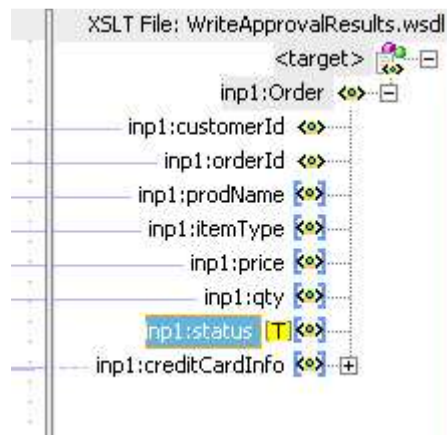 XSLT File: WriteApprovalResults.wsdl
<target>
inp1:Order
inp1:customerId
inp1:orderId
inp1:prodName
inp1:itemType
inp1:price
inp1:qty
inp1:status T
inp1:creditCardInfo